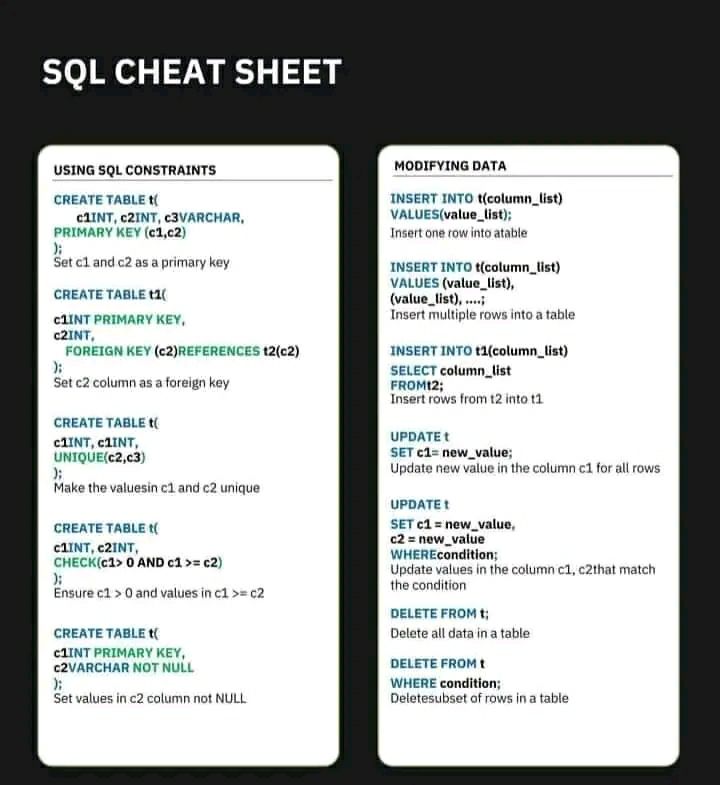 SQL CHEAT SHEET
USING SQL CONSTRAINTS
CREATE TABLE t(
c1INT, c2INT, c3VARCHAR,
PRIMARY KEY (c1,c2)
);
Set c1 and c2 as a primary key
CREATE TABLE t1(
c1INT PRIMARY KEY,
c2INT,
FOREIGN KEY (c2)REFERENCES t2(c2)
);
Set c2 column as a foreign key
CREATE TABLE t(
c1INT, c1INT,
UNIQUE(c2,c3)
);
Make the valuesin c1 and c2 unique
CREATE TABLE t(
c1INT, c2INT,
CHECK(c1> 0 AND c1 >= c2)
);
Ensure c1 > 0 and values in c1 >= c2
CREATE TABLE t(
c1INT PRIMARY KEY,
c2VARCHAR NOT NULL
);
Set values in c2 column not NULL
MODIFYING DATA
INSERT INTO t(column_list)
VALUES(value_list);
Insert one row into atable
INSERT INTO t(column_list)
VALUES (value_list),
(value_list), ....;
Insert multiple rows into a table
INSERT INTO t1(column_list)
SELECT column_list
FROMt2;
Insert rows from t2 into t1
UPDATE t
SET c1= new_value;
Update new value in the column c1 for all rows
UPDATE t
SET c1 = new_value,
c2 = new_value
WHEREcondition;
Update values in the column c1, c2that match
the condition
DELETE FROM t;
Delete all data in a table
DELETE FROM t
WHERE condition;
Deletesubset of rows in a table